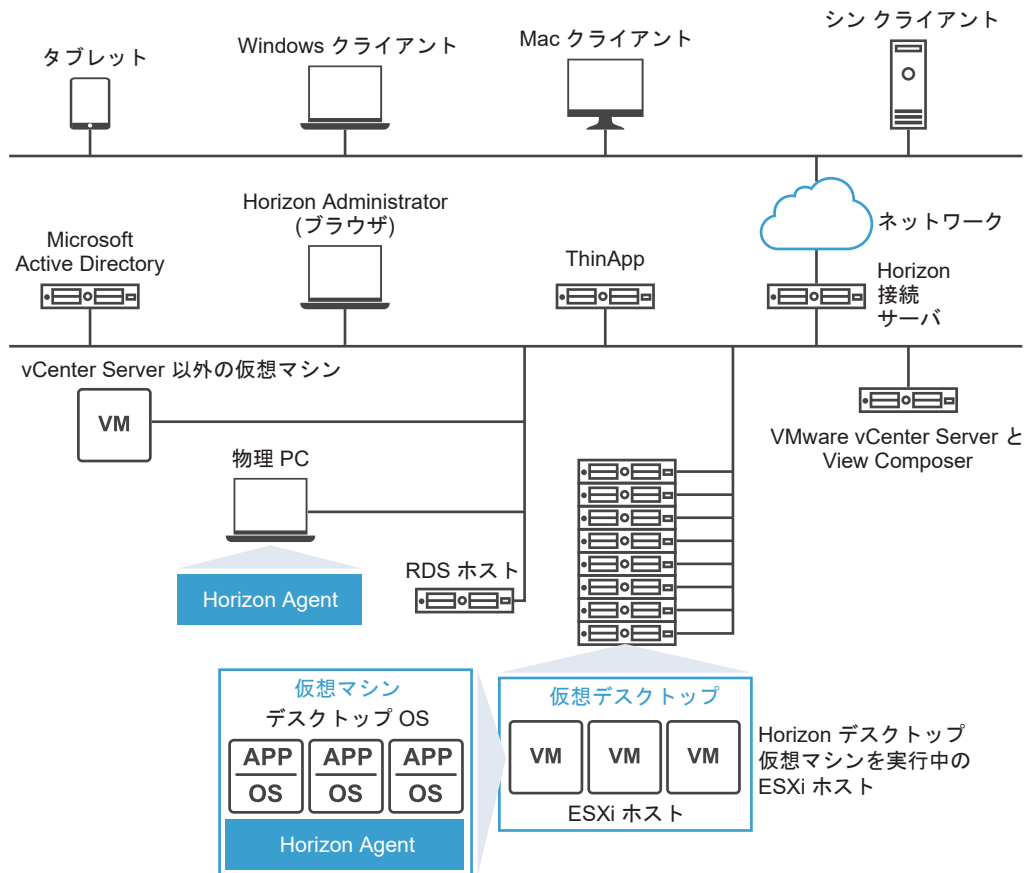 タブレット
Windows クライアント
Mac クライアント
シン クライアント
Microsoft
Active Directory
Horizon Administrator
(ブラウザ)
ThinApp
ネットワーク
Horizon
接続
サーバ
vCenter Server 以外の仮想マシン
VM
物理 PC
Horizon Agent
RDS ホスト
VMware vCenter Server と
View Composer
仮想マシン
デスクトップ OS
APP
APP
APP
OS
OS
OS
Horizon Agent
仮想デスクトップ
VM
VM
VM
ESXi ホスト
Horizon デスクトップ
仮想マシンを実行中の
ESXi ホスト